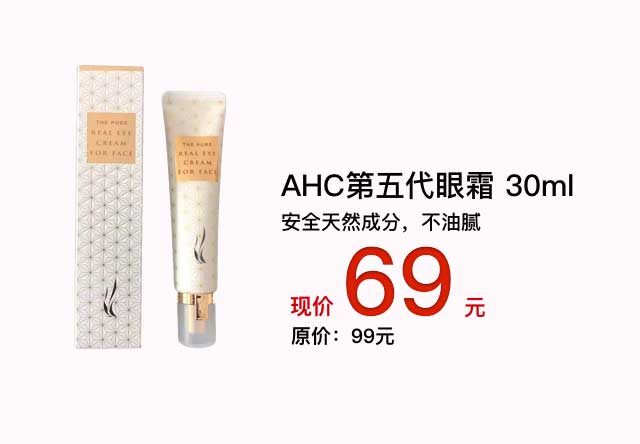 THE PURE
REAL EYE
CREAM
FOR FACE
THE PURE
REAL EYE
CREAM
FOR FACE
AHC第五代眼霜 30ml
安全天然成分，不油腻
现价 69 元
原价：99元